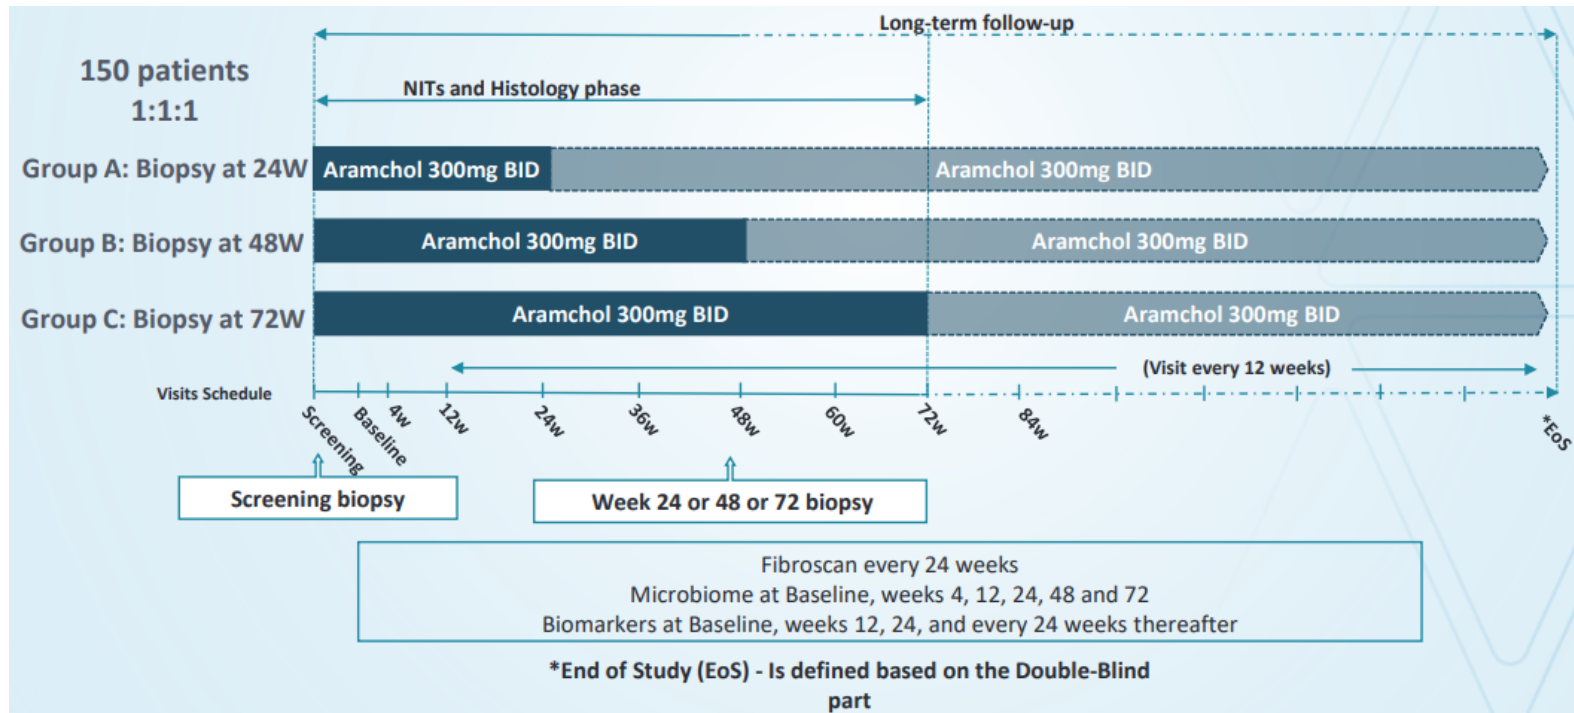 Long-term follow-up
150 patients
1:1:1
NITs and Histology phase
Group A: Biopsy at 24W
Aramchol 300mg BID
Aramchol 300mg BID
Group B: Biopsy at 48W
Aramchol 300mg BID
Aramchol 300mg BID
Group C: Biopsy at 72W
Aramchol 300mg BID
Aramchol 300mg BID
(Visit every 12 weeks)
Visits Schedule
Screening
Baseline
4w
12w
24w
36w
48w
60w
72w
84w
*EoS
Screening biopsy
Week 24 or 48 or 72 biopsy
Fibroscan every 24 weeks
Microbiome at Baseline, weeks 4, 12, 24, 48 and 72
Biomarkers at Baseline, weeks 12, 24, and every 24 weeks thereafter
*End of Study (EoS) - Is defined based on the Double-Blind
part